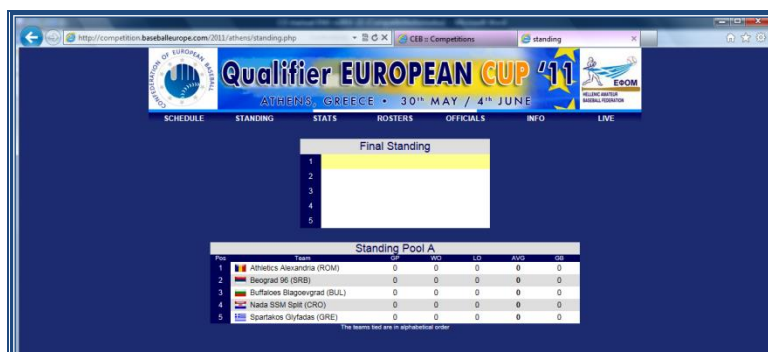 http://competition.baseballeurope.com/2011/athens/standing.php
CEB :: Competitions
standing
CONFEDERATION OF EUROPEAN BASEBALL
Qualifier EUROPEAN CUP '11
ATHENS, GREECE • 30th MAY / 4th JUNE
ΕΦΟΜ
HELLENIC AMATEUR
BASEBALL FEDERATION
SCHEDULE STANDING STATS ROSTERS OFFICIALS INFO LIVE
Final Standing
1
2
3
4
5
Standing Pool A
Pos Team GP WO LO AVG GB
1 Athletics Alexandria (ROM) 0 0 0 0 0
2 Beograd 96 (SRB) 0 0 0 0 0
3 Buffaloes Blagoevgrad (BUL) 0 0 0 0 0
4 Nada SSM Split (CRO) 0 0 0 0 0
5 Spartakos Glyfadas (GRE) 0 0 0 0 0
The teams tied are in alphabetical order